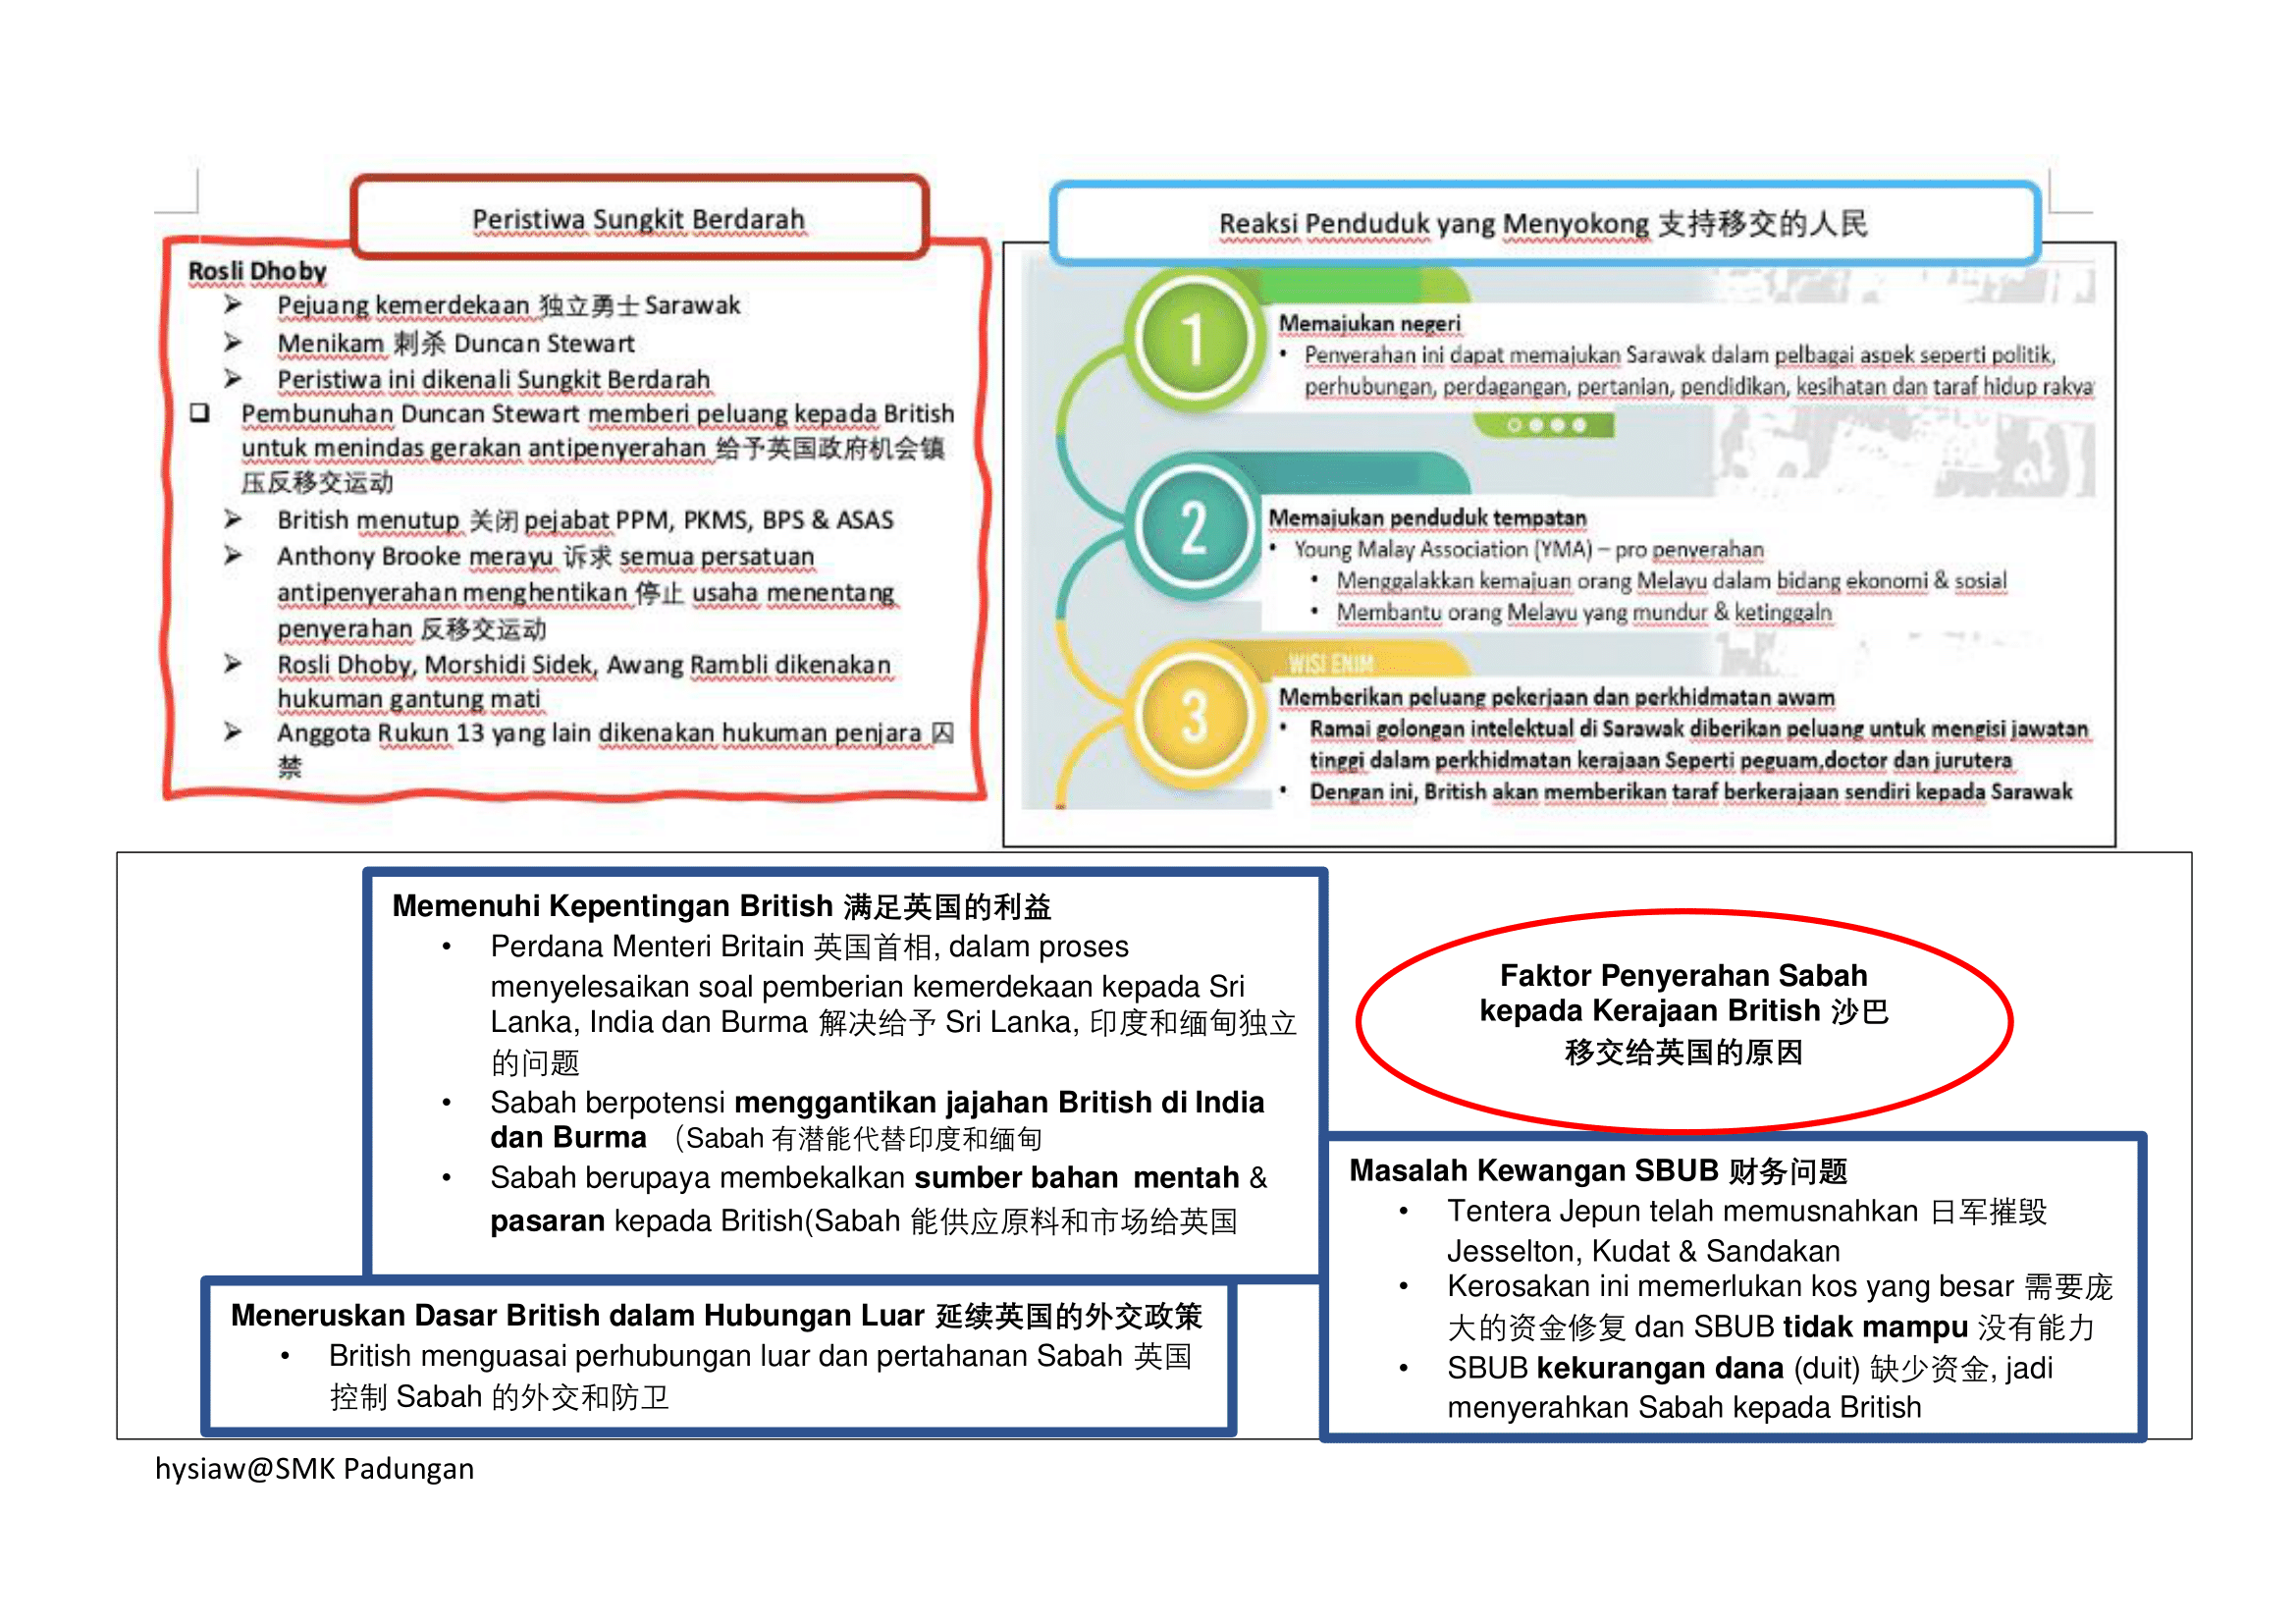 Peristiwa Sungkit Berdarah
Rosli Dhoby
➢ Pejuang kemerdekaan 独立勇士 Sarawak
➢ Menikam 刺杀 Duncan Stewart
➢ Peristiwa ini dikenali Sungkit Berdarah
❑ Pembunuhan Duncan Stewart memberi peluang kepada British
untuk menindas gerakan antipenyerahan 给予英国政府机会镇
压反移交运动
➢ British menutup 关闭 pejabat PPM, PKMS, BPS & ASAS
➢ Anthony Brooke merayu 诉求 semua persatuan
antipenyerahan menghentikan 停止 usaha menentang
penyerahan 反移交运动
➢ Rosli Dhoby, Morshidi Sidek, Awang Rambli dikenakan
hukuman gantung mati
➢ Anggota Rukun 13 yang lain dikenakan hukuman penjara 囚
禁
Reaksi Penduduk yang Menyokong 支持移交的人民
1
Memajukan negeri
• Penyerahan ini dapat memajukan Sarawak dalam pelbagai aspek seperti politik,
perhubungan, perdagangan, pertanian, pendidikan, kesihatan dan taraf hidup rakya
2
Memajukan penduduk tempatan
• Young Malay Association (YMA) – pro penyerahan
• Menggalakkan kemajuan orang Melayu dalam bidang ekonomi & sosial
• Membantu orang Melayu yang mundur & ketinggaln
WISI ENIM
3
Memberikan peluang pekerjaan dan perkhidmatan awam
• Ramai golongan intelektual di Sarawak diberikan peluang untuk mengisi jawatan
tinggi dalam perkhidmatan kerajaan Seperti peguam,doctor dan jurutera
• Dengan ini, British akan memberikan taraf berkerajaan sendiri kepada Sarawak
Memenuhi Kepentingan British 满足英国的利益
• Perdana Menteri Britain 英国首相, dalam proses
menyelesaikan soal pemberian kemerdekaan kepada Sri
Lanka, India dan Burma 解决给予 Sri Lanka, 印度和缅甸独立
的问题
• Sabah berpotensi menggantikan jajahan British di India
dan Burma （Sabah 有潜能代替印度和缅甸
• Sabah berupaya membekalkan sumber bahan mentah &
pasaran kepada British(Sabah 能供应原料和市场给英国
Faktor Penyerahan Sabah
kepada Kerajaan British 沙巴
移交给英国的原因
Masalah Kewangan SBUB 财务问题
• Tentera Jepun telah memusnahkan 日军摧毁
Jesselton, Kudat & Sandakan
• Kerosakan ini memerlukan kos yang besar 需要庞
大的资金修复 dan SBUB tidak mampu 没有能力
• SBUB kekurangan dana (duit) 缺少资金, jadi
menyerahkan Sabah kepada British
Meneruskan Dasar British dalam Hubungan Luar 延续英国的外交政策
• British menguasai perhubungan luar dan pertahanan Sabah 英国
控制 Sabah 的外交和防卫
hysiaw@SMK Padungan